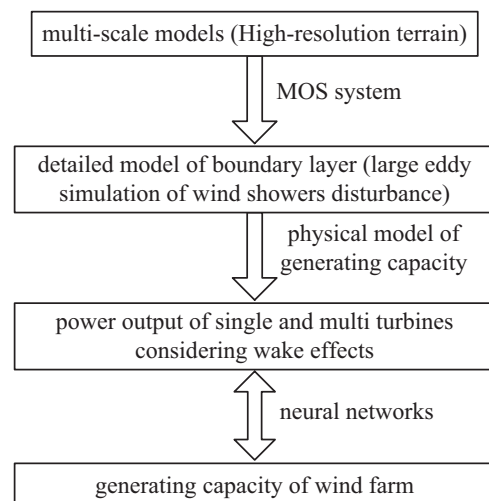 multi-scale models (High-resolution terrain)
MOS system
detailed model of boundary layer (large eddy
simulation of wind showers disturbance)
physical model of
generating capacity
power output of single and multi turbines
considering wake effects
neural networks
generating capacity of wind farm